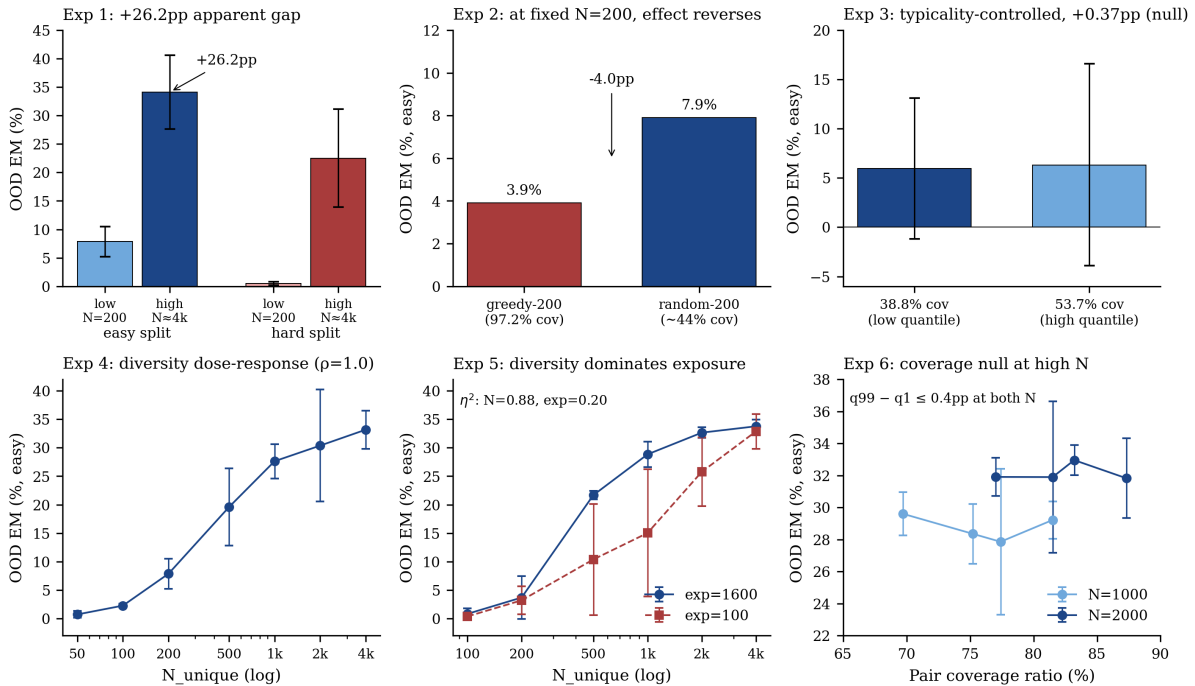 Exp 1: +26.2pp apparent gap
OOD EM (%)
45
40
35
30
25
20
15
10
5
0
+26.2pp
low
N=200
high
N≈4k
low
N=200
high
N≈4k
easy split
hard split
Exp 2: at fixed N=200, effect reverses
OOD EM (%, easy)
12
10
8
6
4
2
0
-4.0pp
3.9%
7.9%
greedy-200
(97.2% cov)
random-200
(~44% cov)
Exp 3: typicality-controlled, +0.37pp (null)
OOD EM (%, easy)
20
15
10
5
0
−5
38.8% cov
(low quantile)
53.7% cov
(high quantile)
Exp 4: diversity dose-response (ρ=1.0)
OOD EM (%, easy)
40
35
30
25
20
15
10
5
0
50
100
200
500
1k
2k
4k
N_unique (log)
Exp 5: diversity dominates exposure
η²: N=0.88, exp=0.20
OOD EM (%, easy)
40
35
30
25
20
15
10
5
0
exp=1600
exp=100
100
200
500
1k
2k
4k
N_unique (log)
Exp 6: coverage null at high N
q99 − q1 ≤ 0.4pp at both N
OOD EM (%, easy)
38
36
34
32
30
28
26
24
22
N=1000
N=2000
65
70
75
80
85
90
Pair coverage ratio (%)